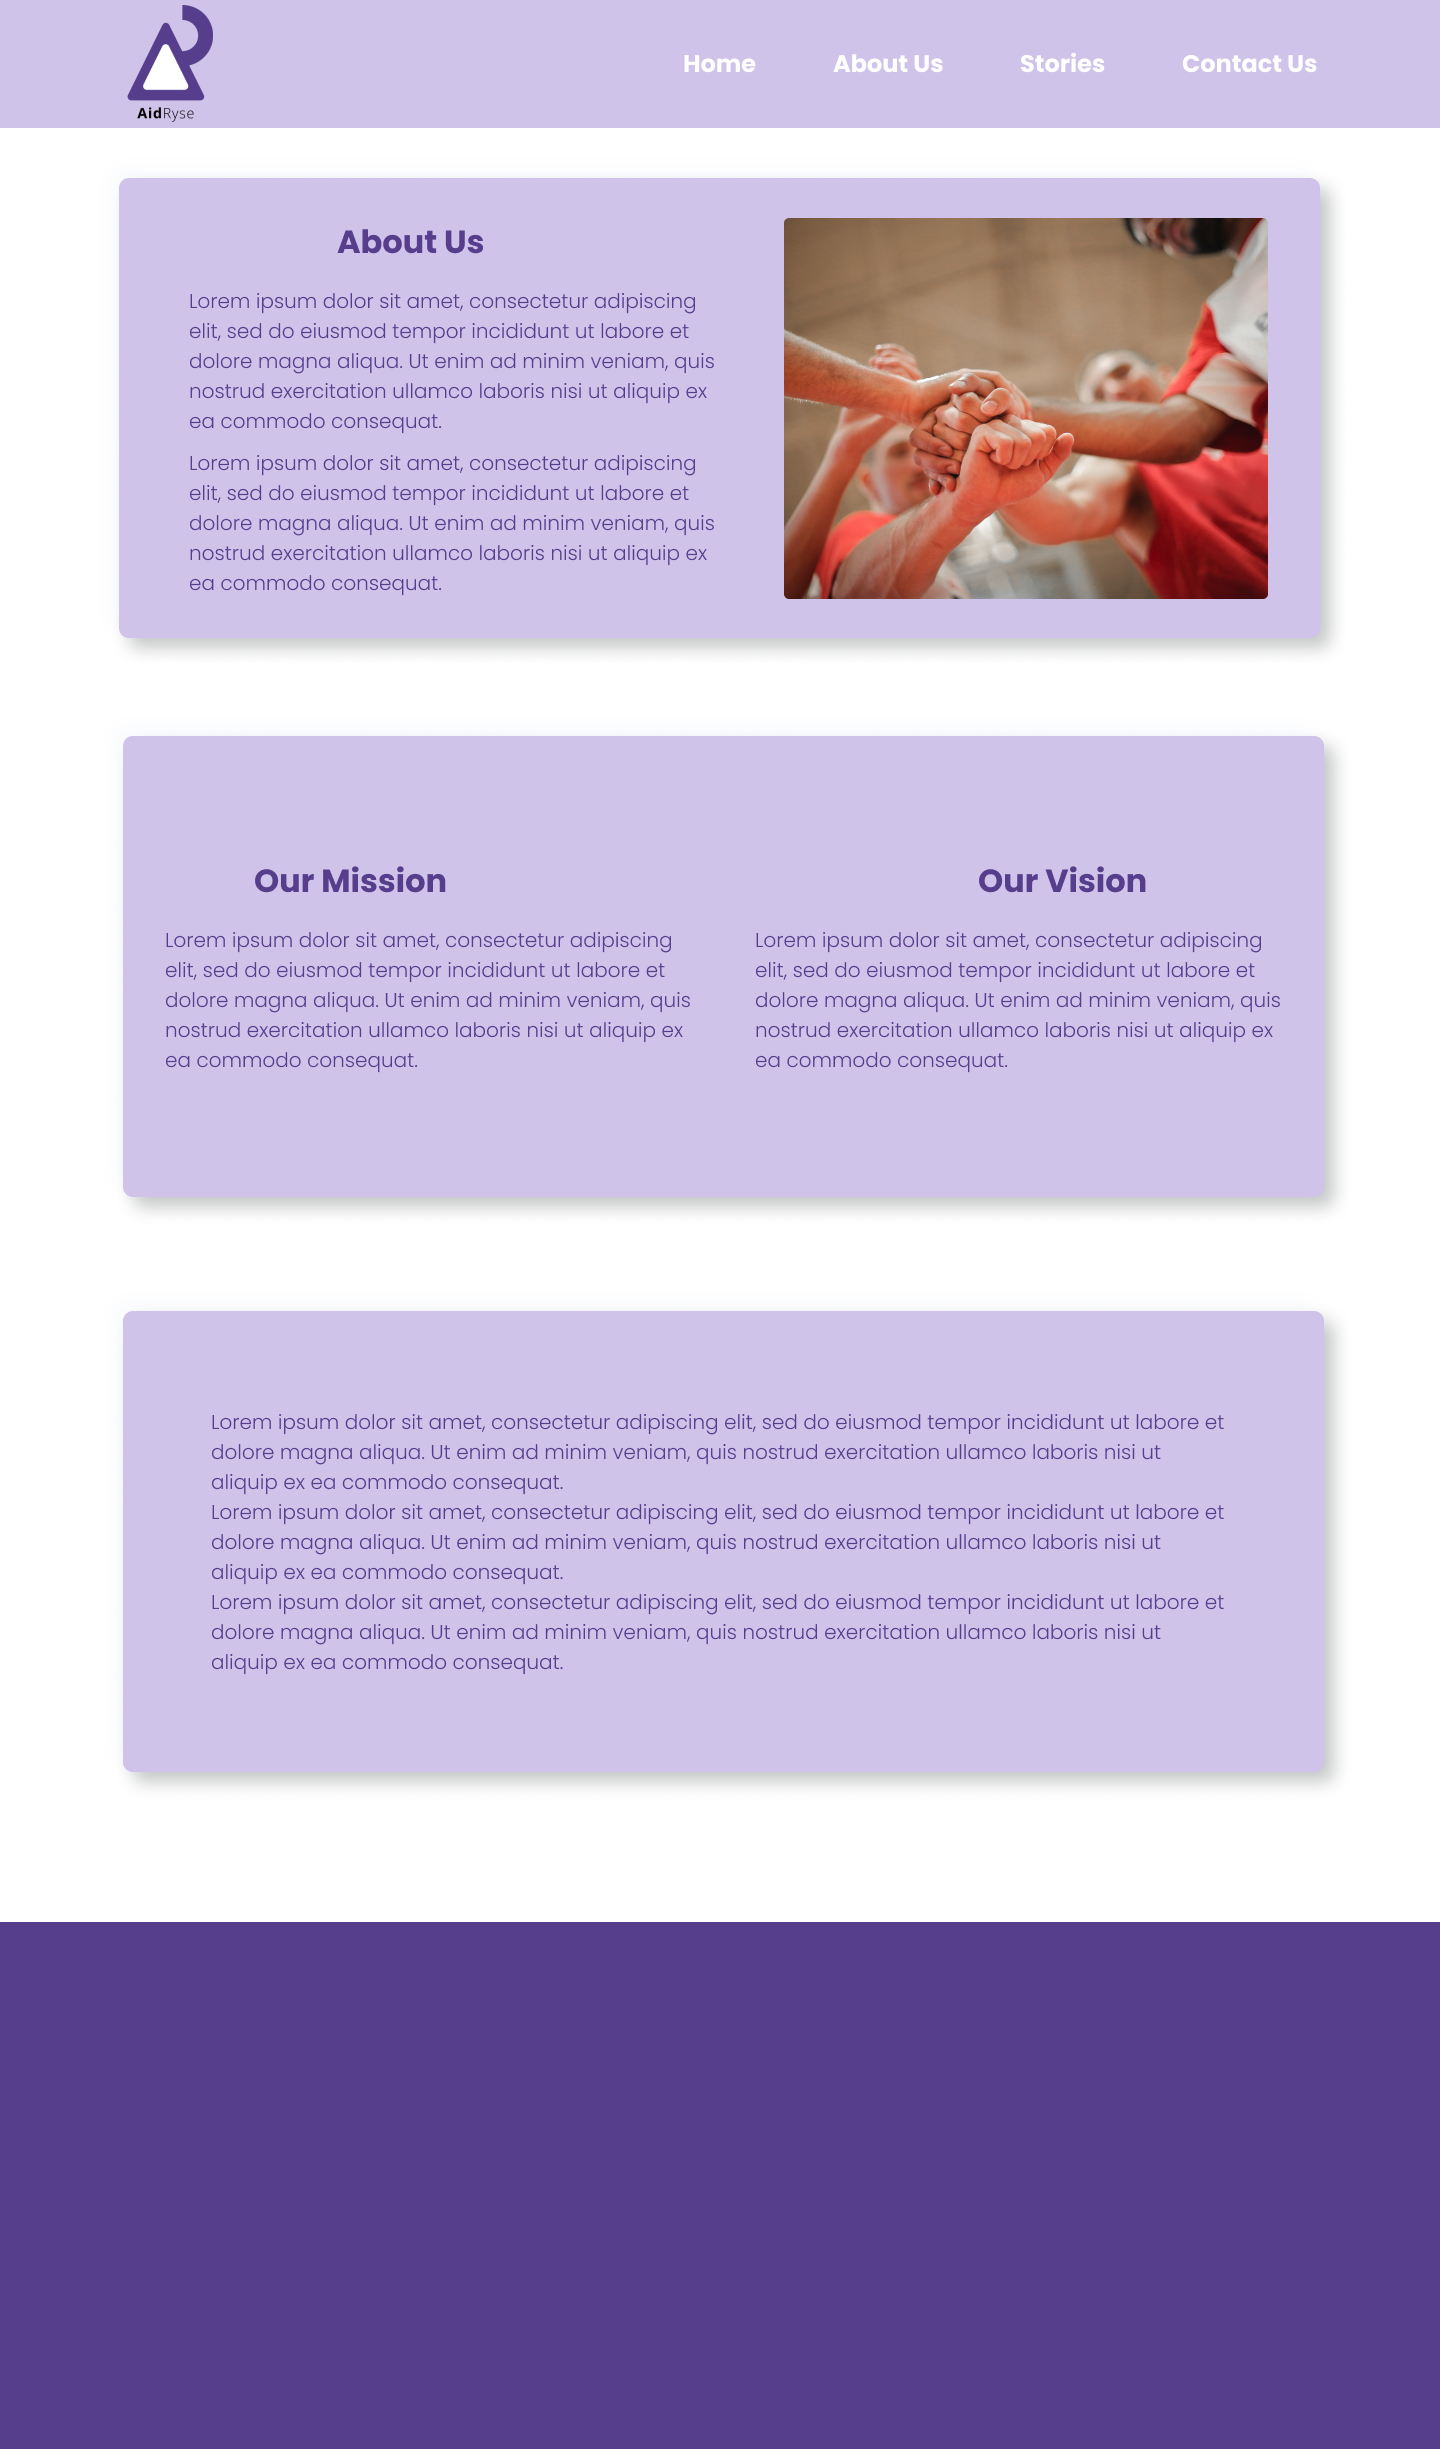 AidRyse
Home
About Us
Stories
Contact Us
About Us
Lorem ipsum dolor sit amet, consectetur adipiscing
elit, sed do eiusmod tempor incididunt ut labore et
dolore magna aliqua. Ut enim ad minim veniam, quis
nostrud exercitation ullamco laboris nisi ut aliquip ex
ea commodo consequat.
Lorem ipsum dolor sit amet, consectetur adipiscing
elit, sed do eiusmod tempor incididunt ut labore et
dolore magna aliqua. Ut enim ad minim veniam, quis
nostrud exercitation ullamco laboris nisi ut aliquip ex
ea commodo consequat.
Our Mission
Lorem ipsum dolor sit amet, consectetur adipiscing
elit, sed do eiusmod tempor incididunt ut labore et
dolore magna aliqua. Ut enim ad minim veniam, quis
nostrud exercitation ullamco laboris nisi ut aliquip ex
ea commodo consequat.
Our Vision
Lorem ipsum dolor sit amet, consectetur adipiscing
elit, sed do eiusmod tempor incididunt ut labore et
dolore magna aliqua. Ut enim ad minim veniam, quis
nostrud exercitation ullamco laboris nisi ut aliquip ex
ea commodo consequat.
Lorem ipsum dolor sit amet, consectetur adipiscing elit, sed do eiusmod tempor incididunt ut labore et
dolore magna aliqua. Ut enim ad minim veniam, quis nostrud exercitation ullamco laboris nisi ut
aliquip ex ea commodo consequat.
Lorem ipsum dolor sit amet, consectetur adipiscing elit, sed do eiusmod tempor incididunt ut labore et
dolore magna aliqua. Ut enim ad minim veniam, quis nostrud exercitation ullamco laboris nisi ut
aliquip ex ea commodo consequat.
Lorem ipsum dolor sit amet, consectetur adipiscing elit, sed do eiusmod tempor incididunt ut labore et
dolore magna aliqua. Ut enim ad minim veniam, quis nostrud exercitation ullamco laboris nisi ut
aliquip ex ea commodo consequat.